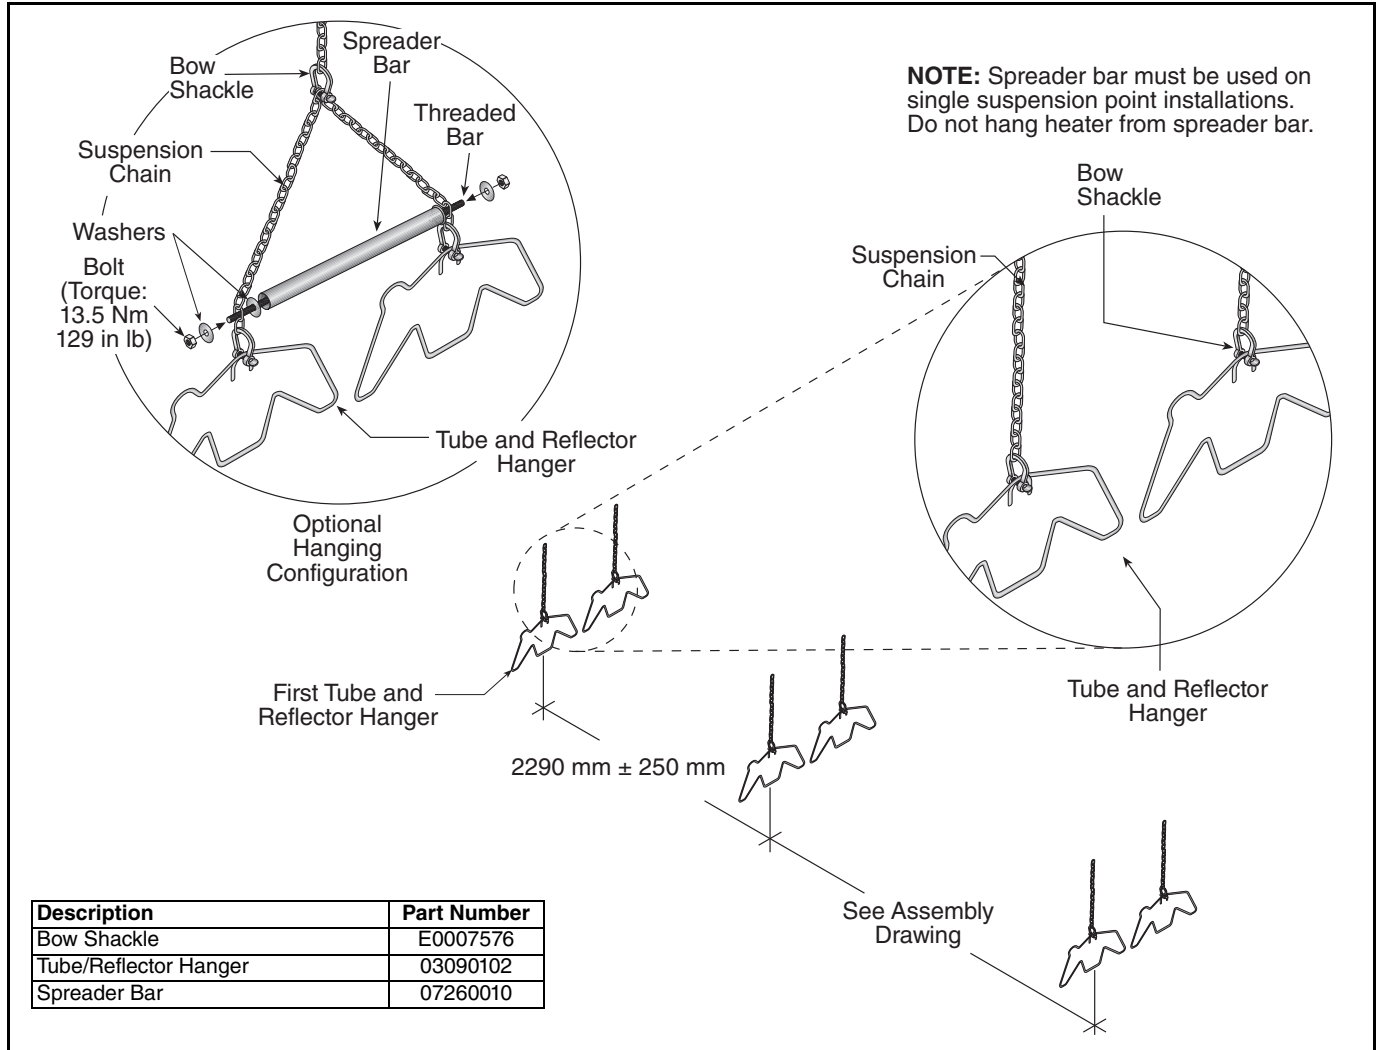 Bow
Shackle
Spreader
Bar
Threaded
Bar
Suspension
Chain
Washers
Bolt
(Torque:
13.5 Nm
129 in lb)
Tube and Reflector
Hanger
Optional
Hanging
Configuration
NOTE: Spreader bar must be used on
single suspension point installations.
Do not hang heater from spreader bar.
Bow
Shackle
Suspension
Chain
Tube and Reflector
Hanger
First Tube and
Reflector Hanger
2290 mm ± 250 mm
See Assembly
Drawing
Description Part Number
Bow Shackle E0007576
Tube/Reflector Hanger 03090102
Spreader Bar 07260010